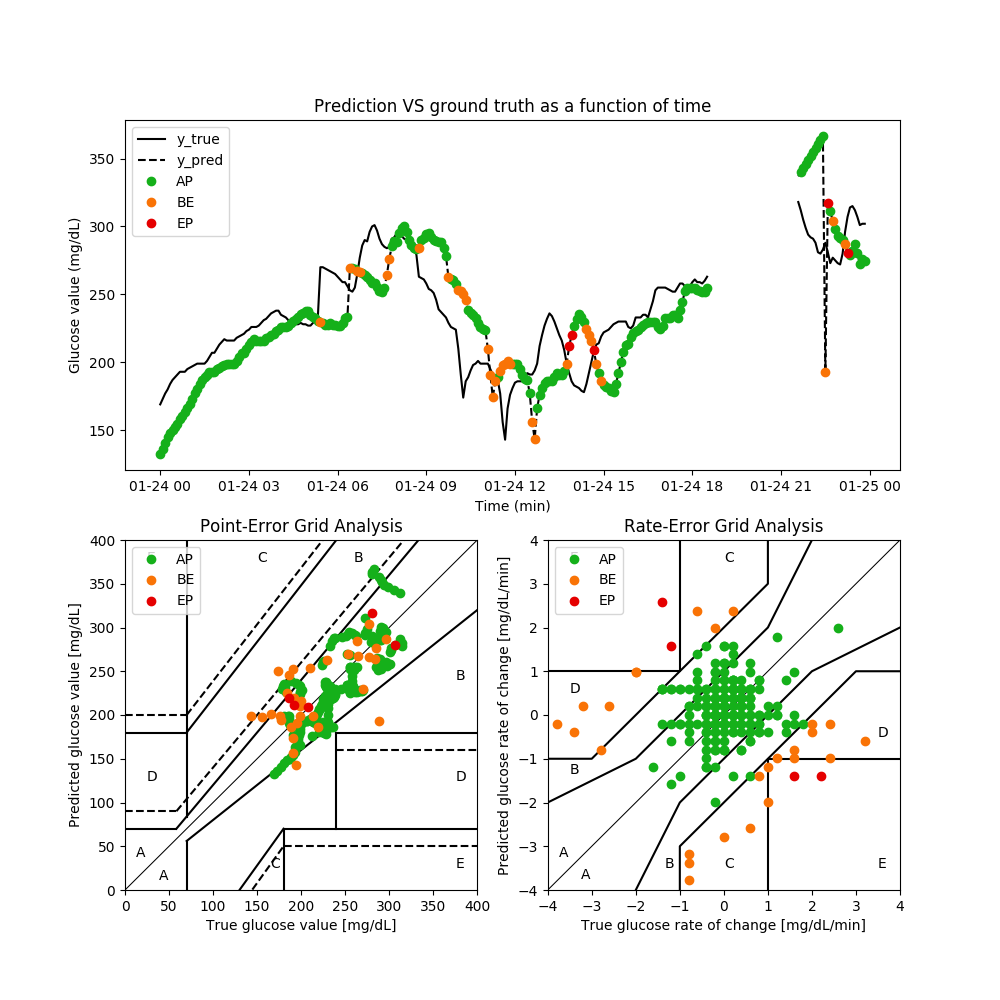 Prediction VS ground truth as a function of time
Glucose value (mg/dL)
350
300
250
200
150
y_true
y_pred
AP
BE
EP
01-24 00 01-24 03 01-24 06 01-24 09 01-24 12 01-24 15 01-24 18 01-24 21 01-25 00
Time (min)
Point-Error Grid Analysis
Predicted glucose value [mg/dL]
400
350
300
250
200
150
100
50
0
AP
BE
EP
C
B
B
D
D
A
A
C
E
0 50 100 150 200 250 300 350 400
True glucose value [mg/dL]
Rate-Error Grid Analysis
Predicted glucose rate of change [mg/dL/min]
4
3
2
1
0
−1
−2
−3
−4
AP
BE
EP
C
D
D
B
A
A
B
C
E
−4 −3 −2 −1 0 1 2 3 4
True glucose rate of change [mg/dL/min]